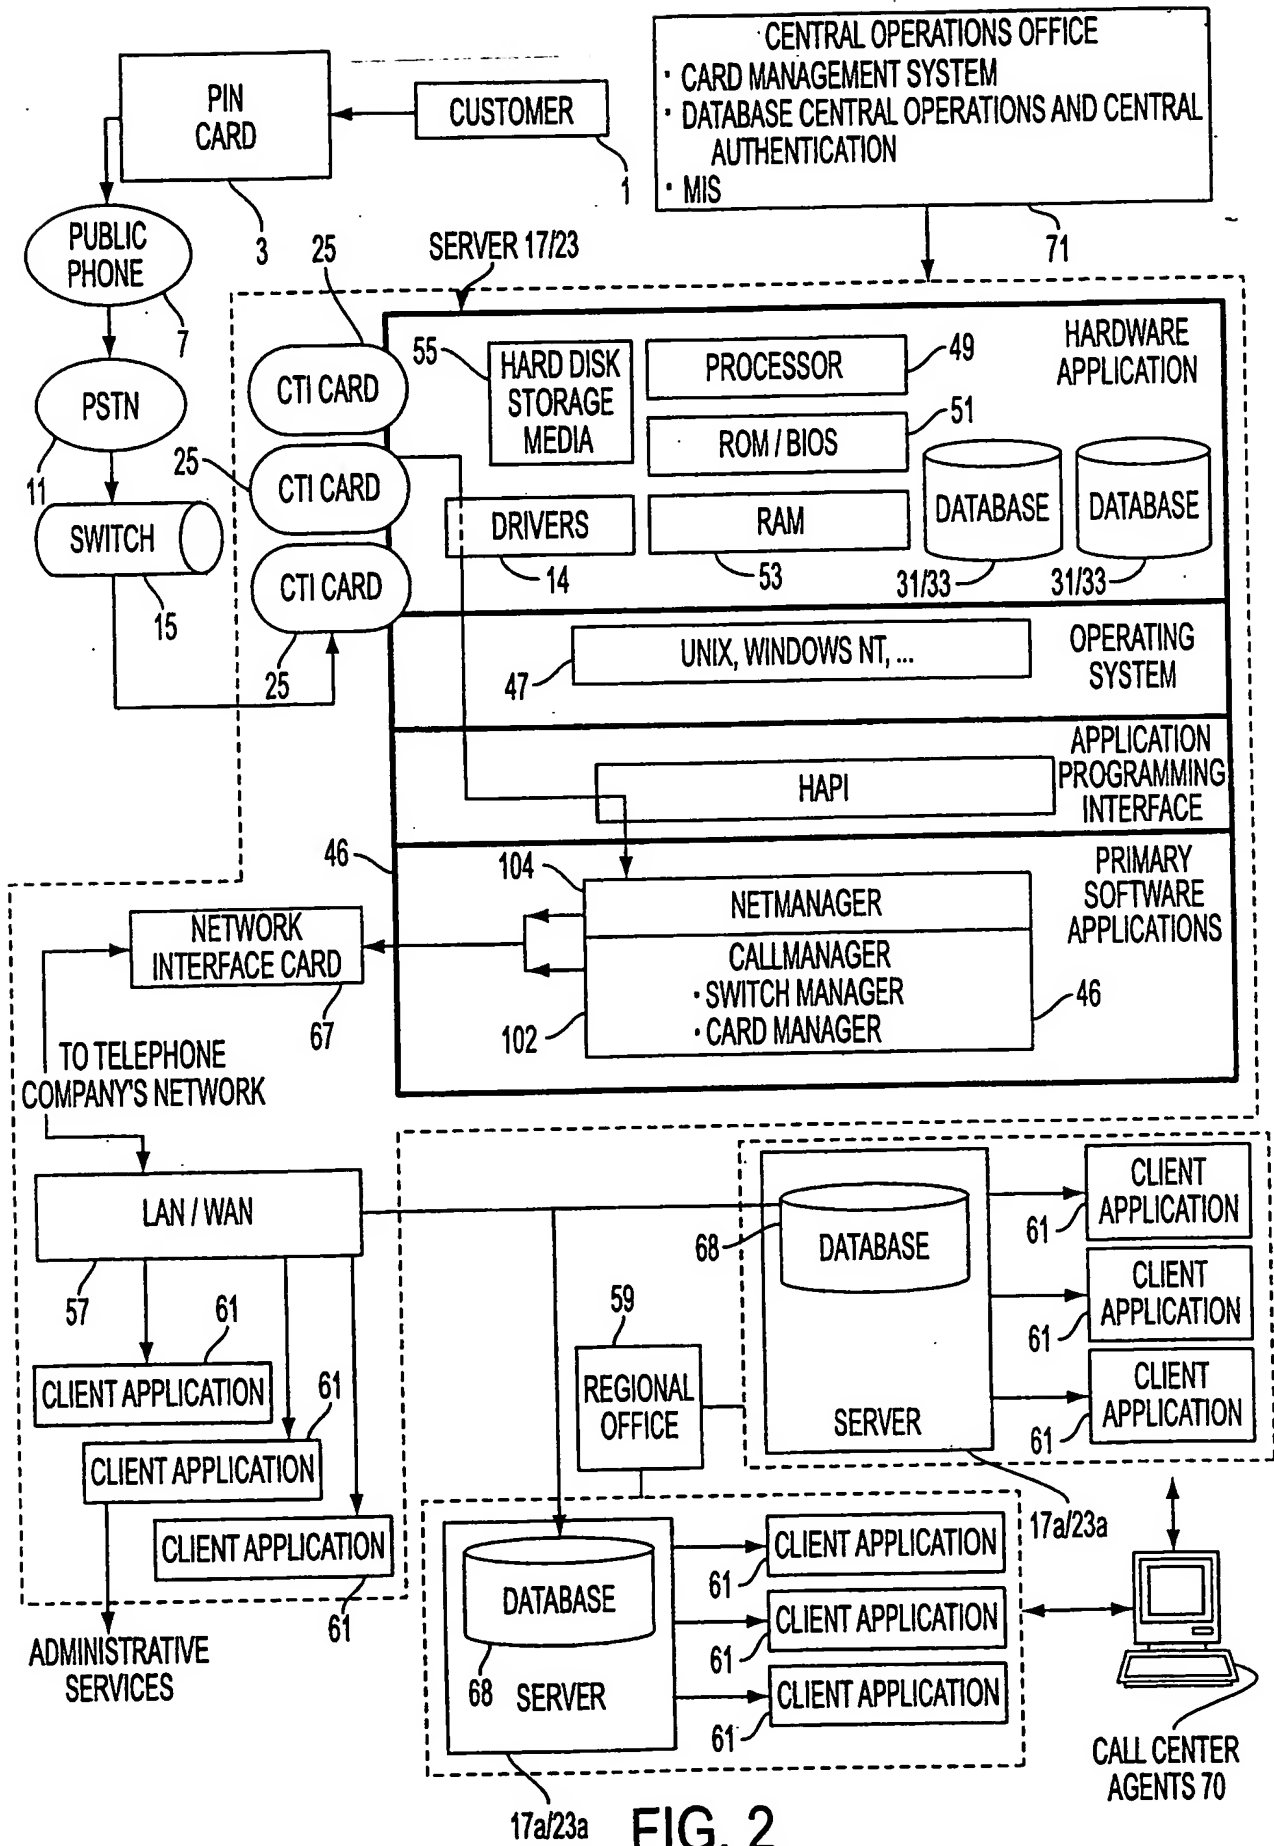 CENTRAL OPERATIONS OFFICE
· CARD MANAGEMENT SYSTEM
· DATABASE CENTRAL OPERATIONS AND CENTRAL
AUTHENTICATION
· MIS
71
PIN
CARD
3
CUSTOMER
1
PUBLIC
PHONE
7
PSTN
11
SWITCH
15
SERVER 17/23
25
CTI CARD
25
CTI CARD
CTI CARD
25
HARDWARE
APPLICATION
55
HARD DISK
STORAGE
MEDIA
PROCESSOR
49
ROM / BIOS
51
DRIVERS
14
RAM
53
DATABASE
31/33
DATABASE
31/33
UNIX, WINDOWS NT, ...
47
OPERATING
SYSTEM
HAPI
APPLICATION
PROGRAMMING
INTERFACE
46
104
NETMANAGER
CALLMANAGER
· SWITCH MANAGER
· CARD MANAGER
102
46
PRIMARY
SOFTWARE
APPLICATIONS
NETWORK
INTERFACE CARD
67
TO TELEPHONE
COMPANY'S NETWORK
LAN / WAN
57
61
CLIENT APPLICATION
61
CLIENT APPLICATION
CLIENT APPLICATION
61
ADMINISTRATIVE
SERVICES
59
REGIONAL
OFFICE
68
DATABASE
SERVER
17a/23a
CLIENT
APPLICATION
61
CLIENT
APPLICATION
61
CLIENT
APPLICATION
61
DATABASE
68
SERVER
17a/23a
CLIENT APPLICATION
61
CLIENT APPLICATION
61
CLIENT APPLICATION
61
CALL CENTER
AGENTS 70
FIG. 2